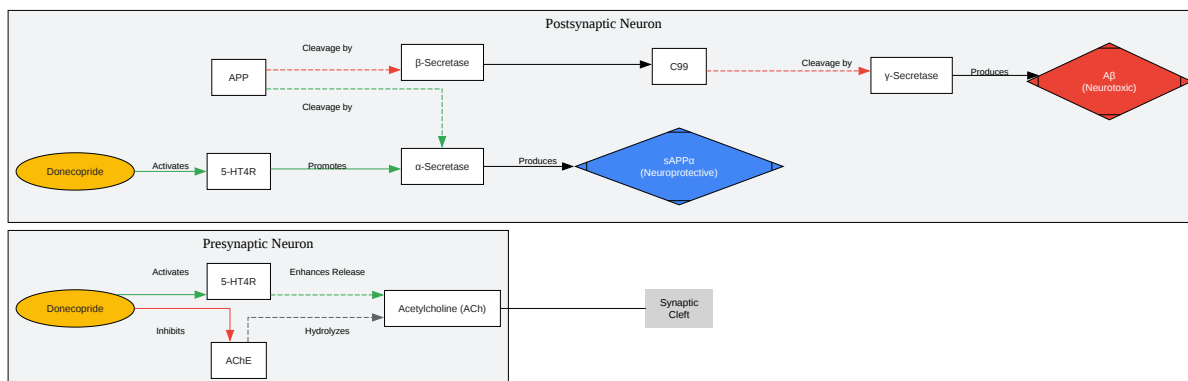 Postsynaptic Neuron
Cleavage by
β-Secretase
APP
C99
Cleavage by
γ-Secretase
Produces
Aβ
(Neurotoxic)
Cleavage by
Donecopride
Activates
5-HT4R
Promotes
α-Secretase
Produces
sAPPα
(Neuroprotective)
Presynaptic Neuron
Donecopride
Activates
5-HT4R
Enhances Release
Acetylcholine (ACh)
Synaptic
Cleft
Inhibits
Hydrolyzes
AChE